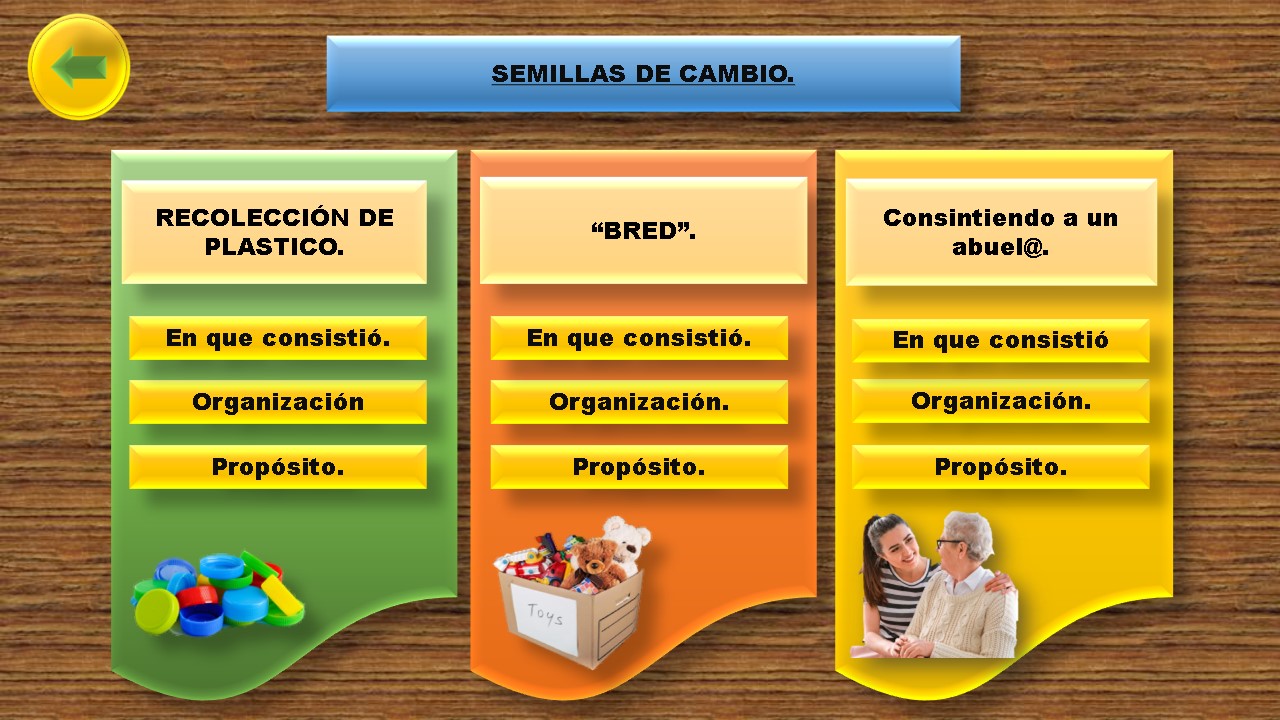 SEMILLAS DE CAMBIO.
RECOLECCIÓN DE
PLASTICO.
En que consistió.
Organización
Propósito.
“BRED”.
En que consistió.
Organización.
Propósito.
Toys
Consintiendo a un
abuel@.
En que consistió
Organización.
Propósito.